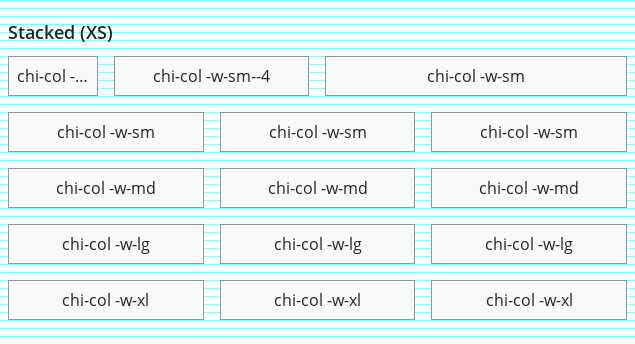 Stacked (XS)
chi-col -... chi-col -w-sm--4 chi-col -w-sm
chi-col -w-sm chi-col -w-sm chi-col -w-sm
chi-col -w-md chi-col -w-md chi-col -w-md
chi-col -w-lg chi-col -w-lg chi-col -w-lg
chi-col -w-xl chi-col -w-xl chi-col -w-xl